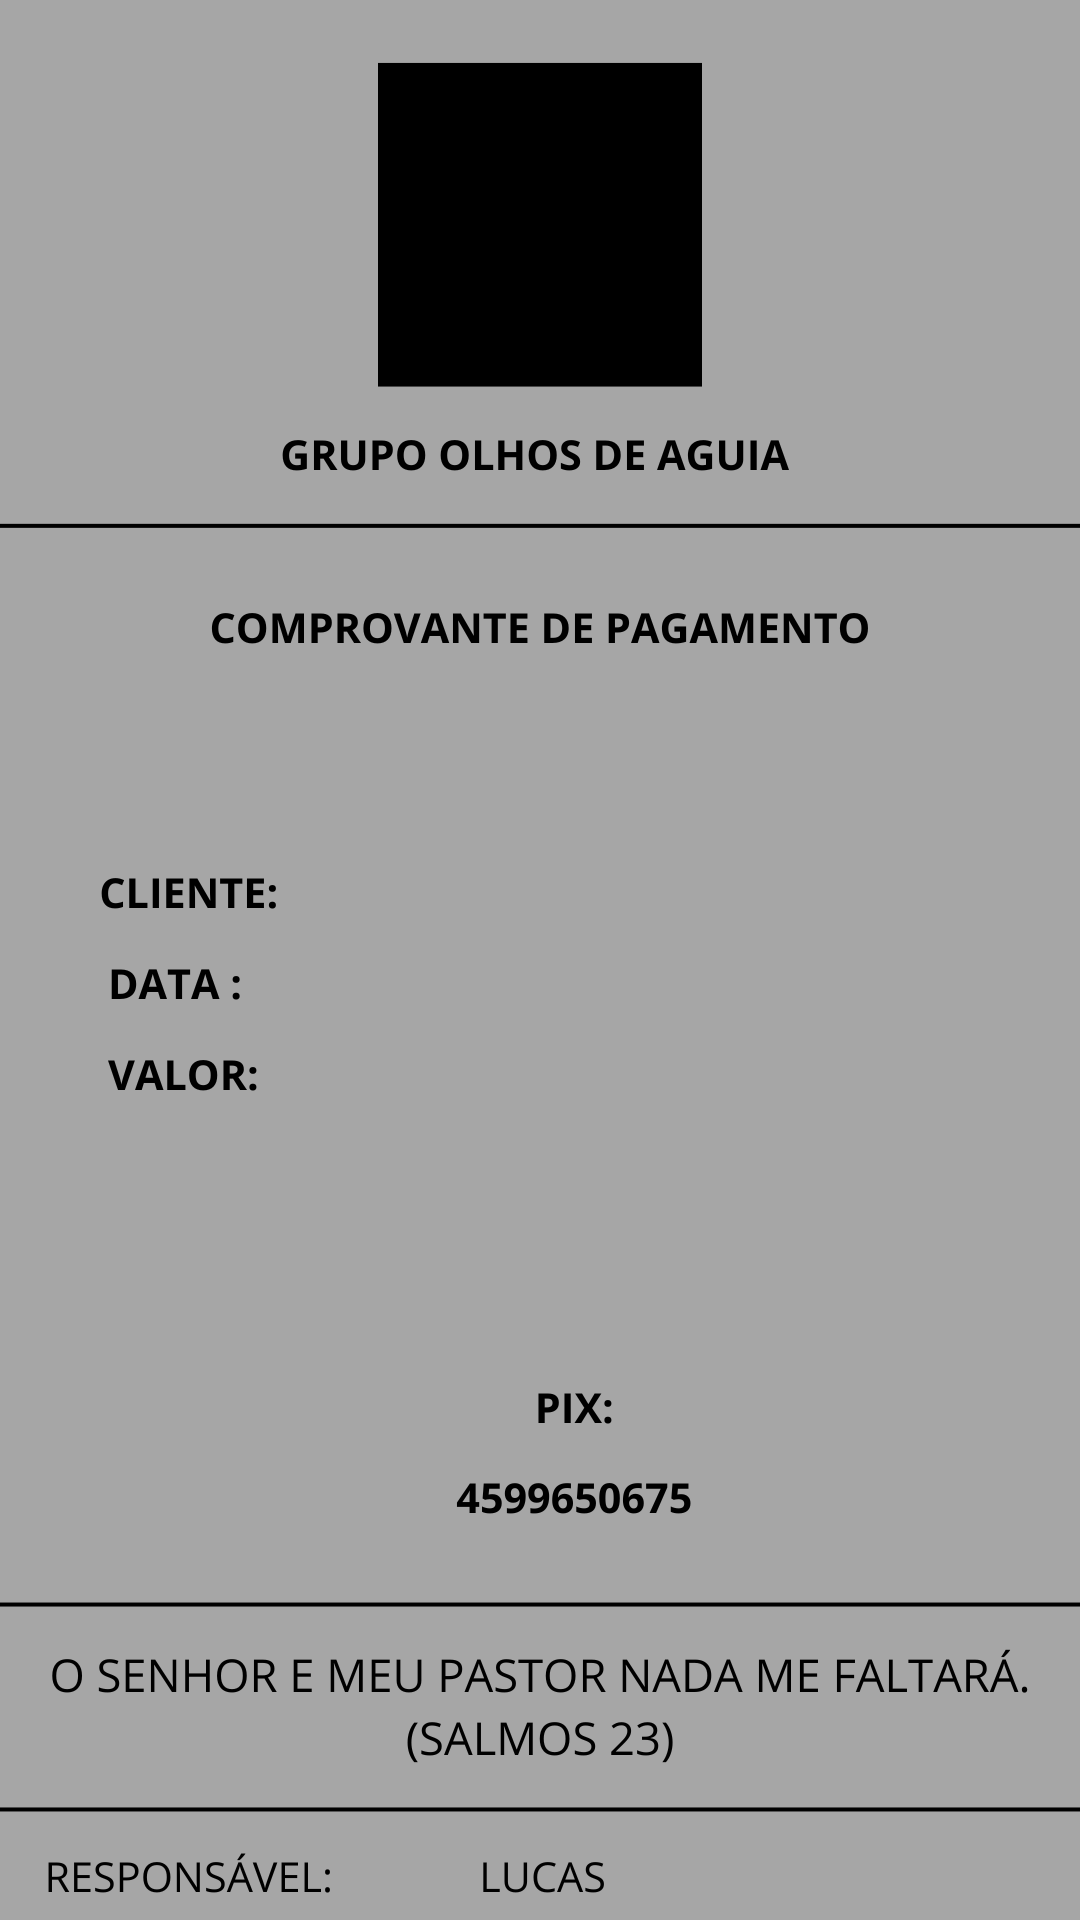 GRUPO OLHOS DE AGUIA
COMPROVANTE DE PAGAMENTO
CLIENTE:
DATA :
VALOR:
PIX:
4599650675
O SENHOR E MEU PASTOR NADA ME FALTARÁ.
(SALMOS 23)
RESPONSÁVEL: LUCAS